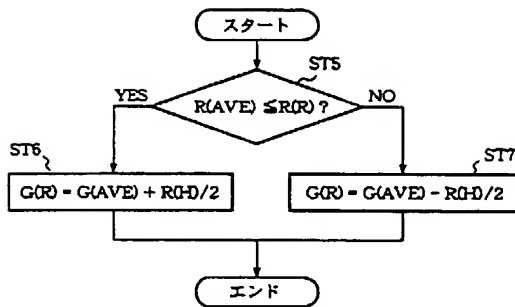 スタート
ST5
R(AVE) ≦R(R) ?
YES
NO
ST6
ST7
G(R) = G(AVE) + R(H)/2
G(R) = G(AVE) − R(H)/2
エンド